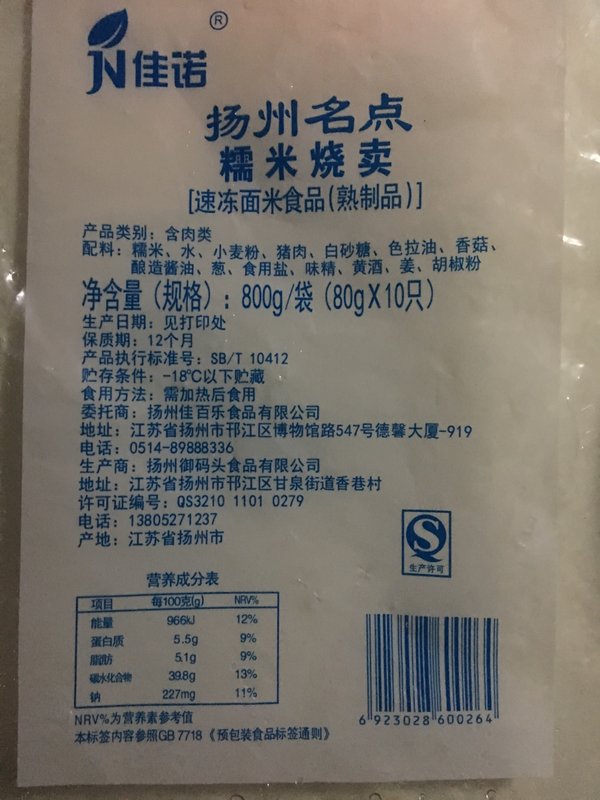 ®
JN佳诺
扬州名点
糯米烧卖
[速冻面米食品(熟制品)]
产品类别：含肉类
配料：糯米、水、小麦粉、猪肉、白砂糖、色拉油、香菇、
酿造酱油、葱、食用盐、味精、黄酒、姜、胡椒粉
净含量（规格）：800g/袋（80gX10只）
生产日期：见打印处
保质期：12个月
产品执行标准号：SB/T 10412
贮存条件：-18℃以下贮藏
食用方法：需加热后食用
委托商：扬州佳百乐食品有限公司
地址：江苏省扬州市邗江区博物馆路547号德馨大厦-919
电话：0514-89888336
生产商：扬州御码头食品有限公司
地址：江苏省扬州市邗江区甘泉街道香巷村
许可证编号：QS3210 1101 0279
电话：13805271237
产地：江苏省扬州市
S
生产许可
营养成分表
项目 每100克(g) NRV%
能量 966kJ 12%
蛋白质 5.5g 9%
脂肪 5.1g 9%
碳水化合物 39.8g 13%
钠 227mg 11%
NRV%为营养素参考值
本标签内容参照GB 7718《预包装食品标签通则》
6 923028 600264